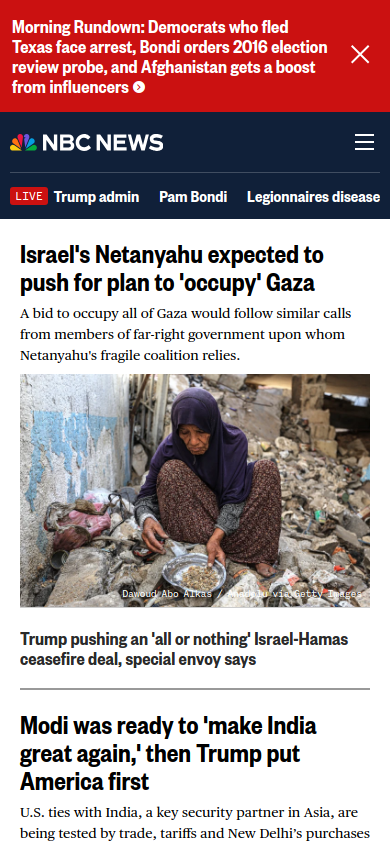 Morning Rundown: Democrats who fled
Texas face arrest, Bondi orders 2016 election
review probe, and Afghanistan gets a boost
from influencers
NBC NEWS
LIVE Trump admin Pam Bondi Legionnaires disease
Israel's Netanyahu expected to
push for plan to 'occupy' Gaza
A bid to occupy all of Gaza would follow similar calls
from members of far-right government upon whom
Netanyahu's fragile coalition relies.
Dawoud Abo Alkas / Anadolu via Getty Images
Trump pushing an 'all or nothing' Israel-Hamas
ceasefire deal, special envoy says
Modi was ready to 'make India
great again,' then Trump put
America first
U.S. ties with India, a key security partner in Asia, are
being tested by trade, tariffs and New Delhi's purchases